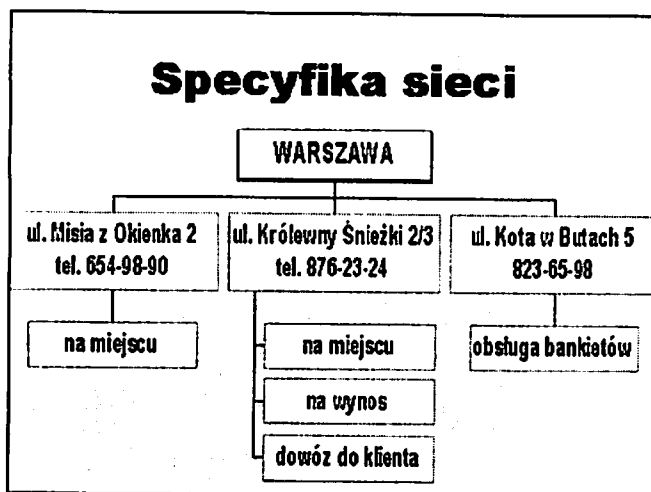 Specyfika sieci
WARSZAWA
ul. Misia z Okienka 2
tel. 654-98-90
ul. Królewny Śnieżki 2/3
tel. 876-23-24
ul. Kota w Butach 5
823-65-98
na miejscu
na miejscu
na wynos
dowóz do klienta
obsługa bankietów